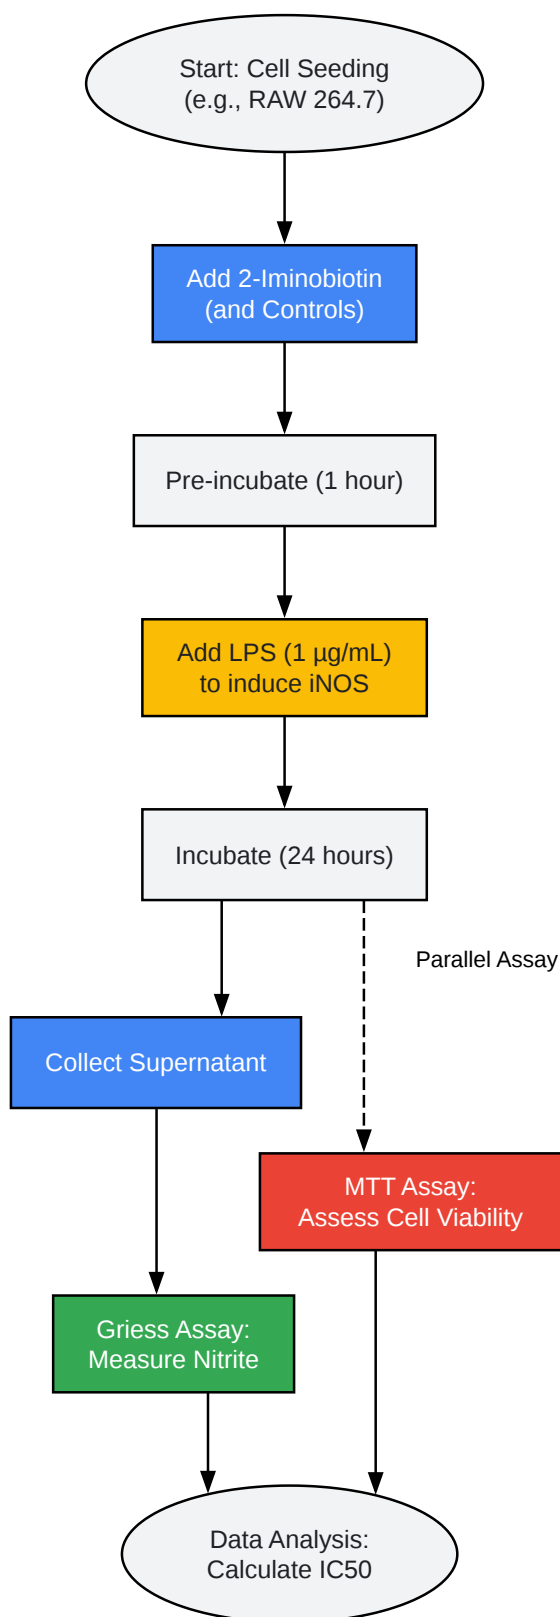 Start: Cell Seeding
(e.g., RAW 264.7)
Add 2-Iminobiotin
(and Controls)
Pre-incubate (1 hour)
Add LPS (1 µg/mL)
to induce iNOS
Incubate (24 hours)
Parallel Assay
Collect Supernatant
MTT Assay:
Assess Cell Viability
Griess Assay:
Measure Nitrite
Data Analysis:
Calculate IC50